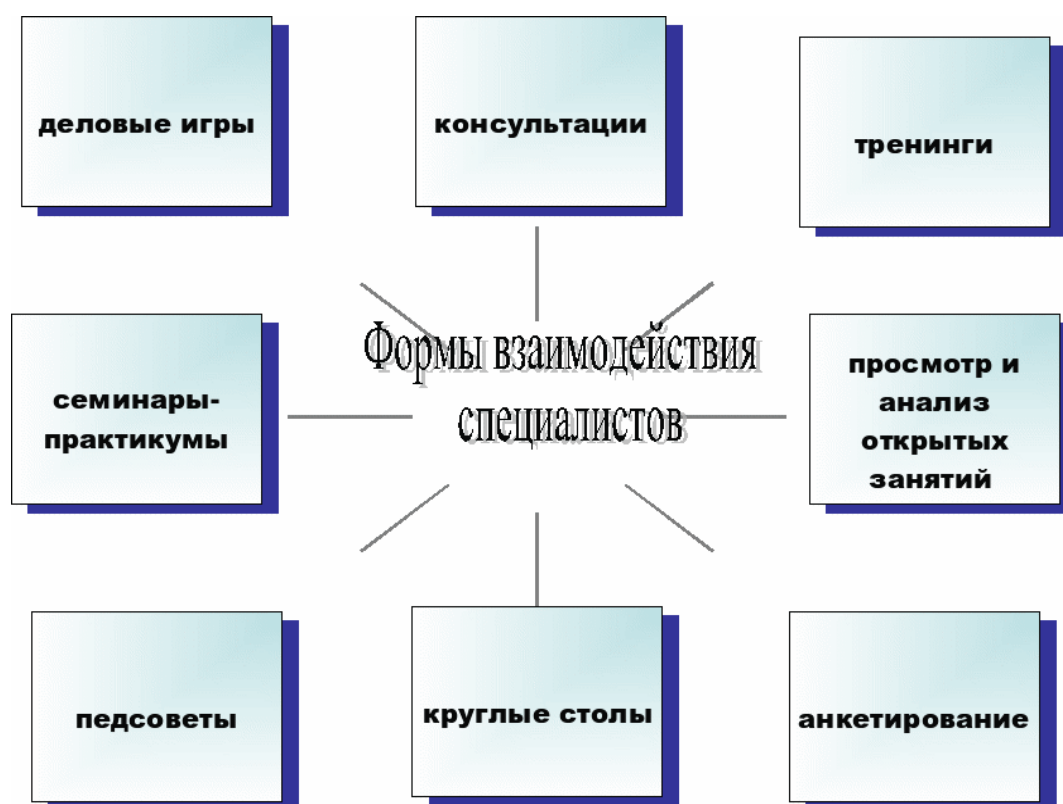 деловые игры
консультации
тренинги
Формы взаимодействия
специалистов
семинары-
практикумы
просмотр и
анализ
открытых
занятий
педсоветы
круглые столы
анкетирование